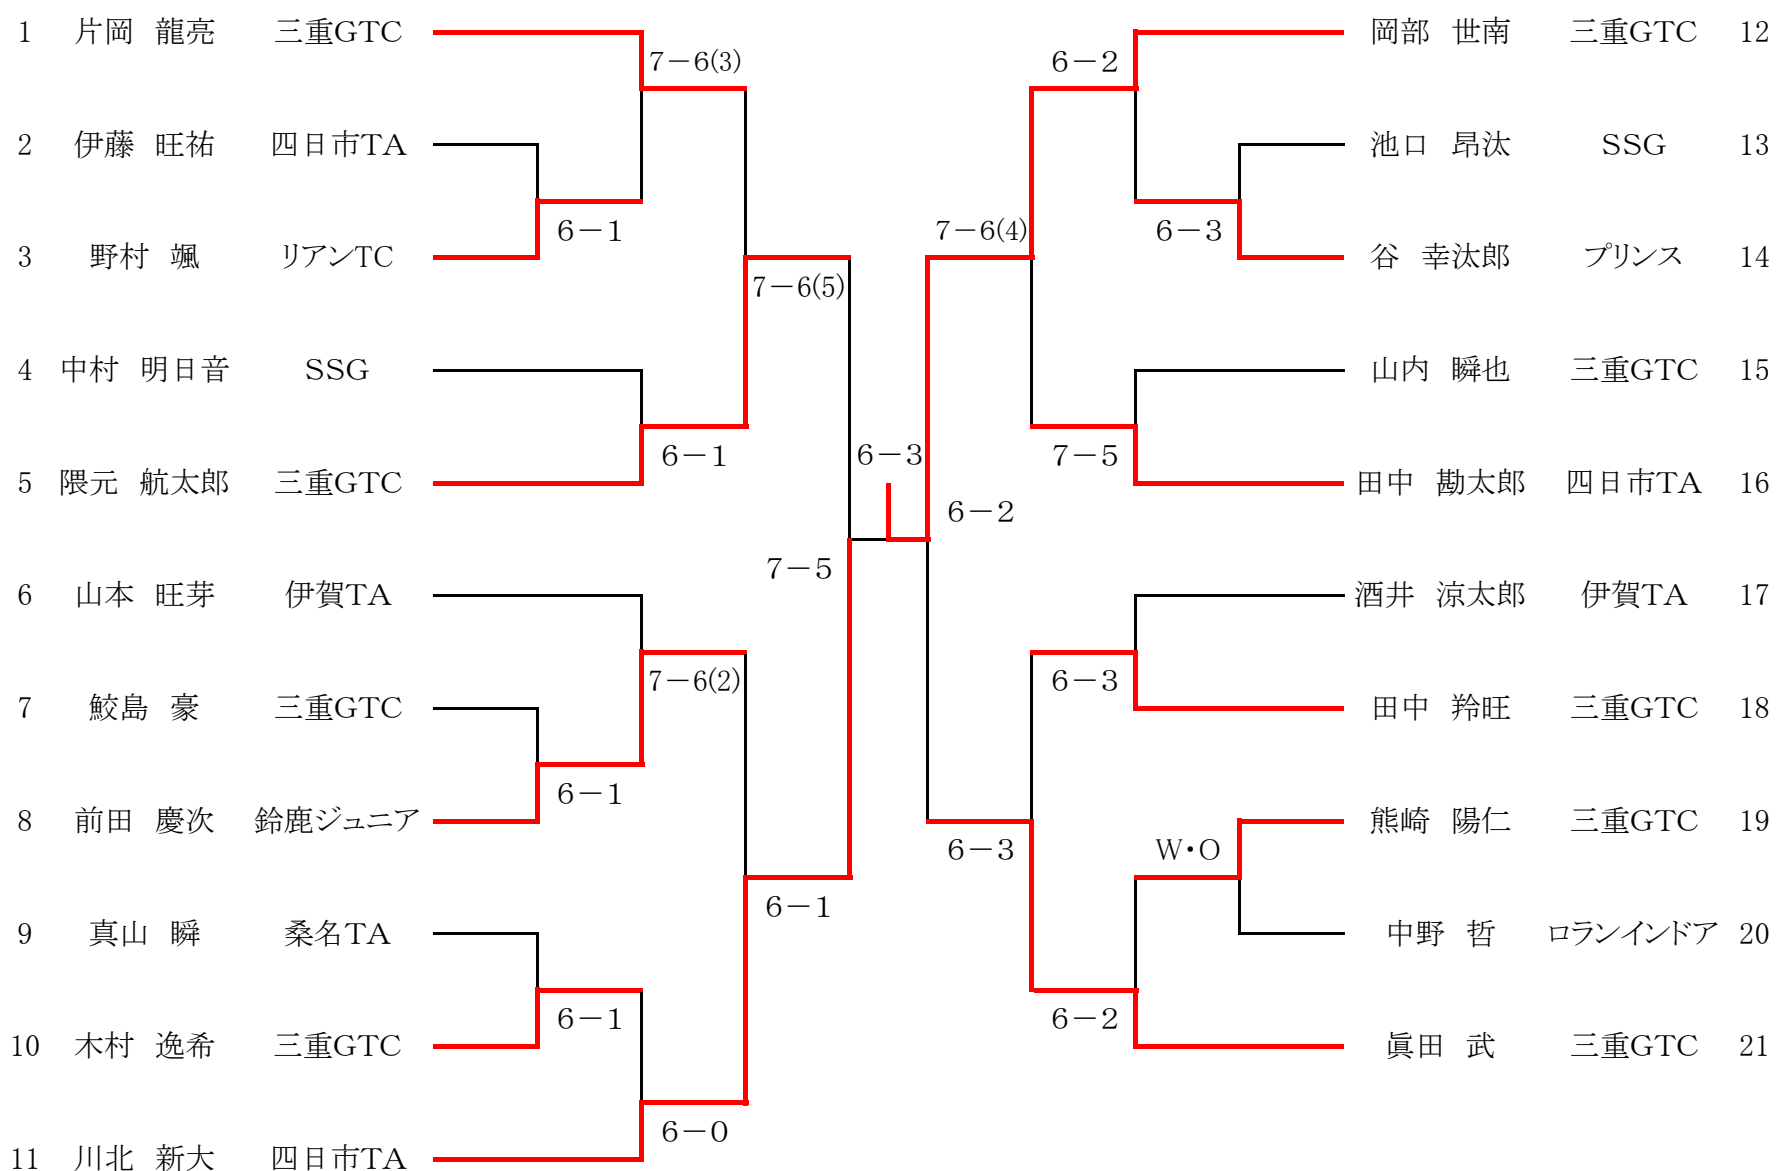 1 片岡 龍亮 三重GTC
7－6(3)
2 伊藤 旺祐 四日市TA
6－1
3 野村 颯 リアンTC
7－6(5)
4 中村 明日音 SSG
6－1
5 隈元 航太郎 三重GTC
7－5
6 山本 旺芽 伊賀TA
7－6(2)
7 鮫島 豪 三重GTC
6－1
8 前田 慶次 鈴鹿ジュニア
6－1
9 真山 瞬 桑名TA
6－1
10 木村 逸希 三重GTC
6－0
11 川北 新大 四日市TA
6－3
岡部 世南 三重GTC 12
6－2
池口 昂汰 SSG 13
7－6(4)
6－3
谷 幸汰郎 プリンス 14
山内 瞬也 三重GTC 15
7－5
田中 勘太郎 四日市TA 16
6－2
酒井 涼太郎 伊賀TA 17
6－3
田中 羚旺 三重GTC 18
熊崎 陽仁 三重GTC 19
6－3
W・O
中野 哲 ロランインドア 20
6－2
眞田 武 三重GTC 21